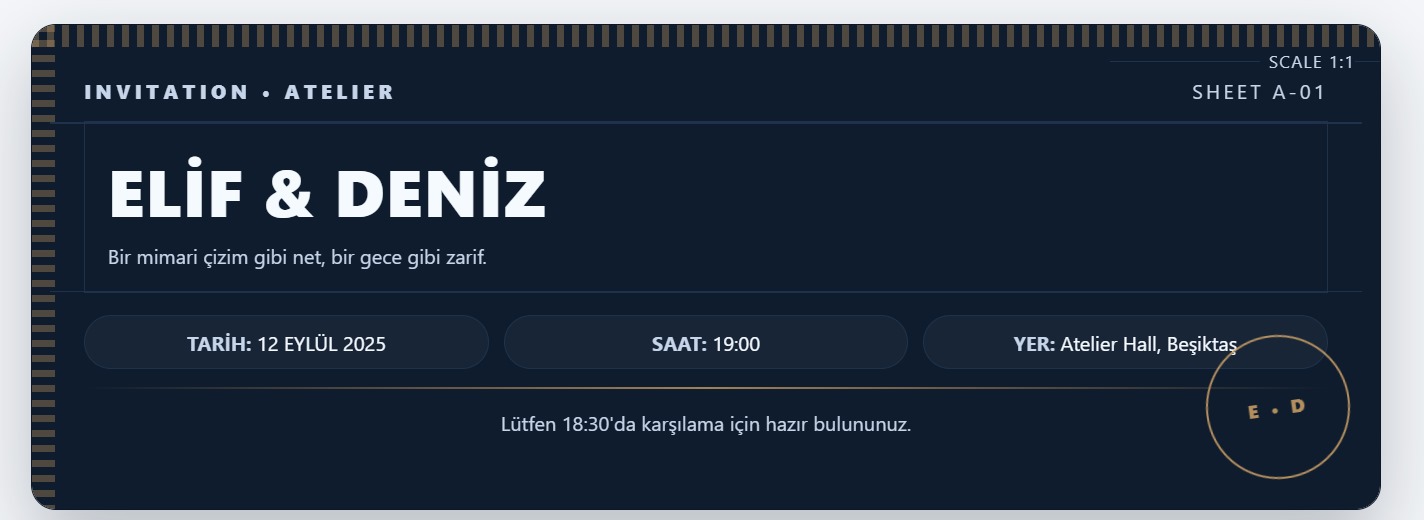 SCALE 1:1
INVITATION • ATELIER
SHEET A-01
ELİF & DENİZ
Bir mimari çizim gibi net, bir gece gibi zarif.
TARİH: 12 EYLÜL 2025
SAAT: 19:00
YER: Atelier Hall, Beşiktaş
E • D
Lütfen 18:30'da karşılama için hazır bulununuz.